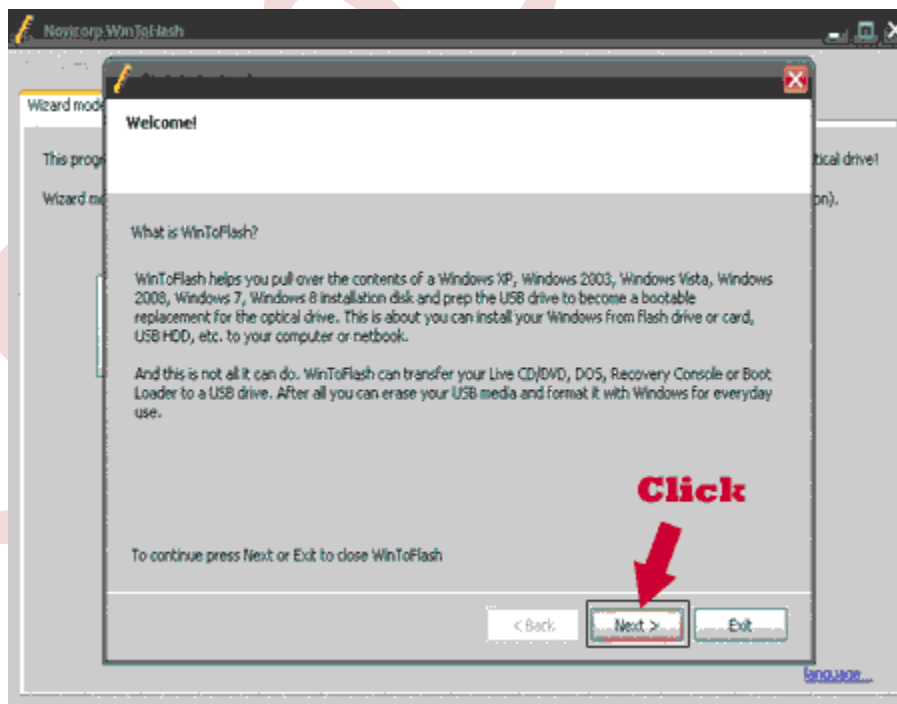 Novicorp WinToFlash
Wizard mode
Welcome!
This progr
tical drive!
Wizard mo
on).
What is WinToFlash?
WinToFlash helps you pull over the contents of a Windows XP, Windows 2003, Windows Vista, Windows
2008, Windows 7, Windows 8 installation disk and prep the USB drive to become a bootable
replacement for the optical drive. This is about you can install your Windows from flash drive or card,
USB HDD, etc. to your computer or netbook.
And this is not all it can do. WinToFlash can transfer your Live CD/DVD, DOS, Recovery Console or Boot
Loader to a USB drive. After all you can erase your USB media and format it with Windows for everyday
use.
Click
To continue press Next or Exit to close WinToFlash
< Back
Next >
Exit
language...